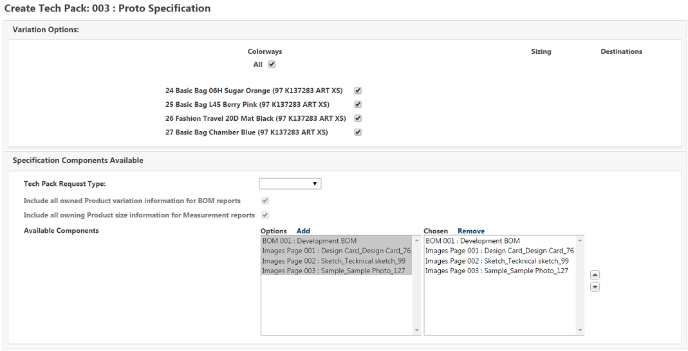 Create Tech Pack: 003 : Proto Specification
Variation Options:
Colorways Sizing Destinations
All
24 Basic Bag 06H Sugar Orange (97 K137283 ART XS)
25 Basic Bag L45 Berry Pink (97 K137283 ART XS)
26 Fashion Travel 20D Mat Black (97 K137283 ART XS)
27 Basic Bag Chamber Blue (97 K137283 ART XS)
Specification Components Available
Tech Pack Request Type:
Include all owned Product variation information for BOM reports
Include all owning Product size information for Measurement reports
Available Components Options Add Chosen Remove
BOM 001 : Development BOM BOM 001 : Development BOM
Images Page 001 : Design Card_Design Card_76 Images Page 001 : Design Card_Design Card_76
Images Page 002 : Sketch_Tecknical sketch_99 Images Page 002 : Sketch_Tecknical sketch_99
Images Page 003 : Sample_Sample Photo_127 Images Page 003 : Sample_Sample Photo_127